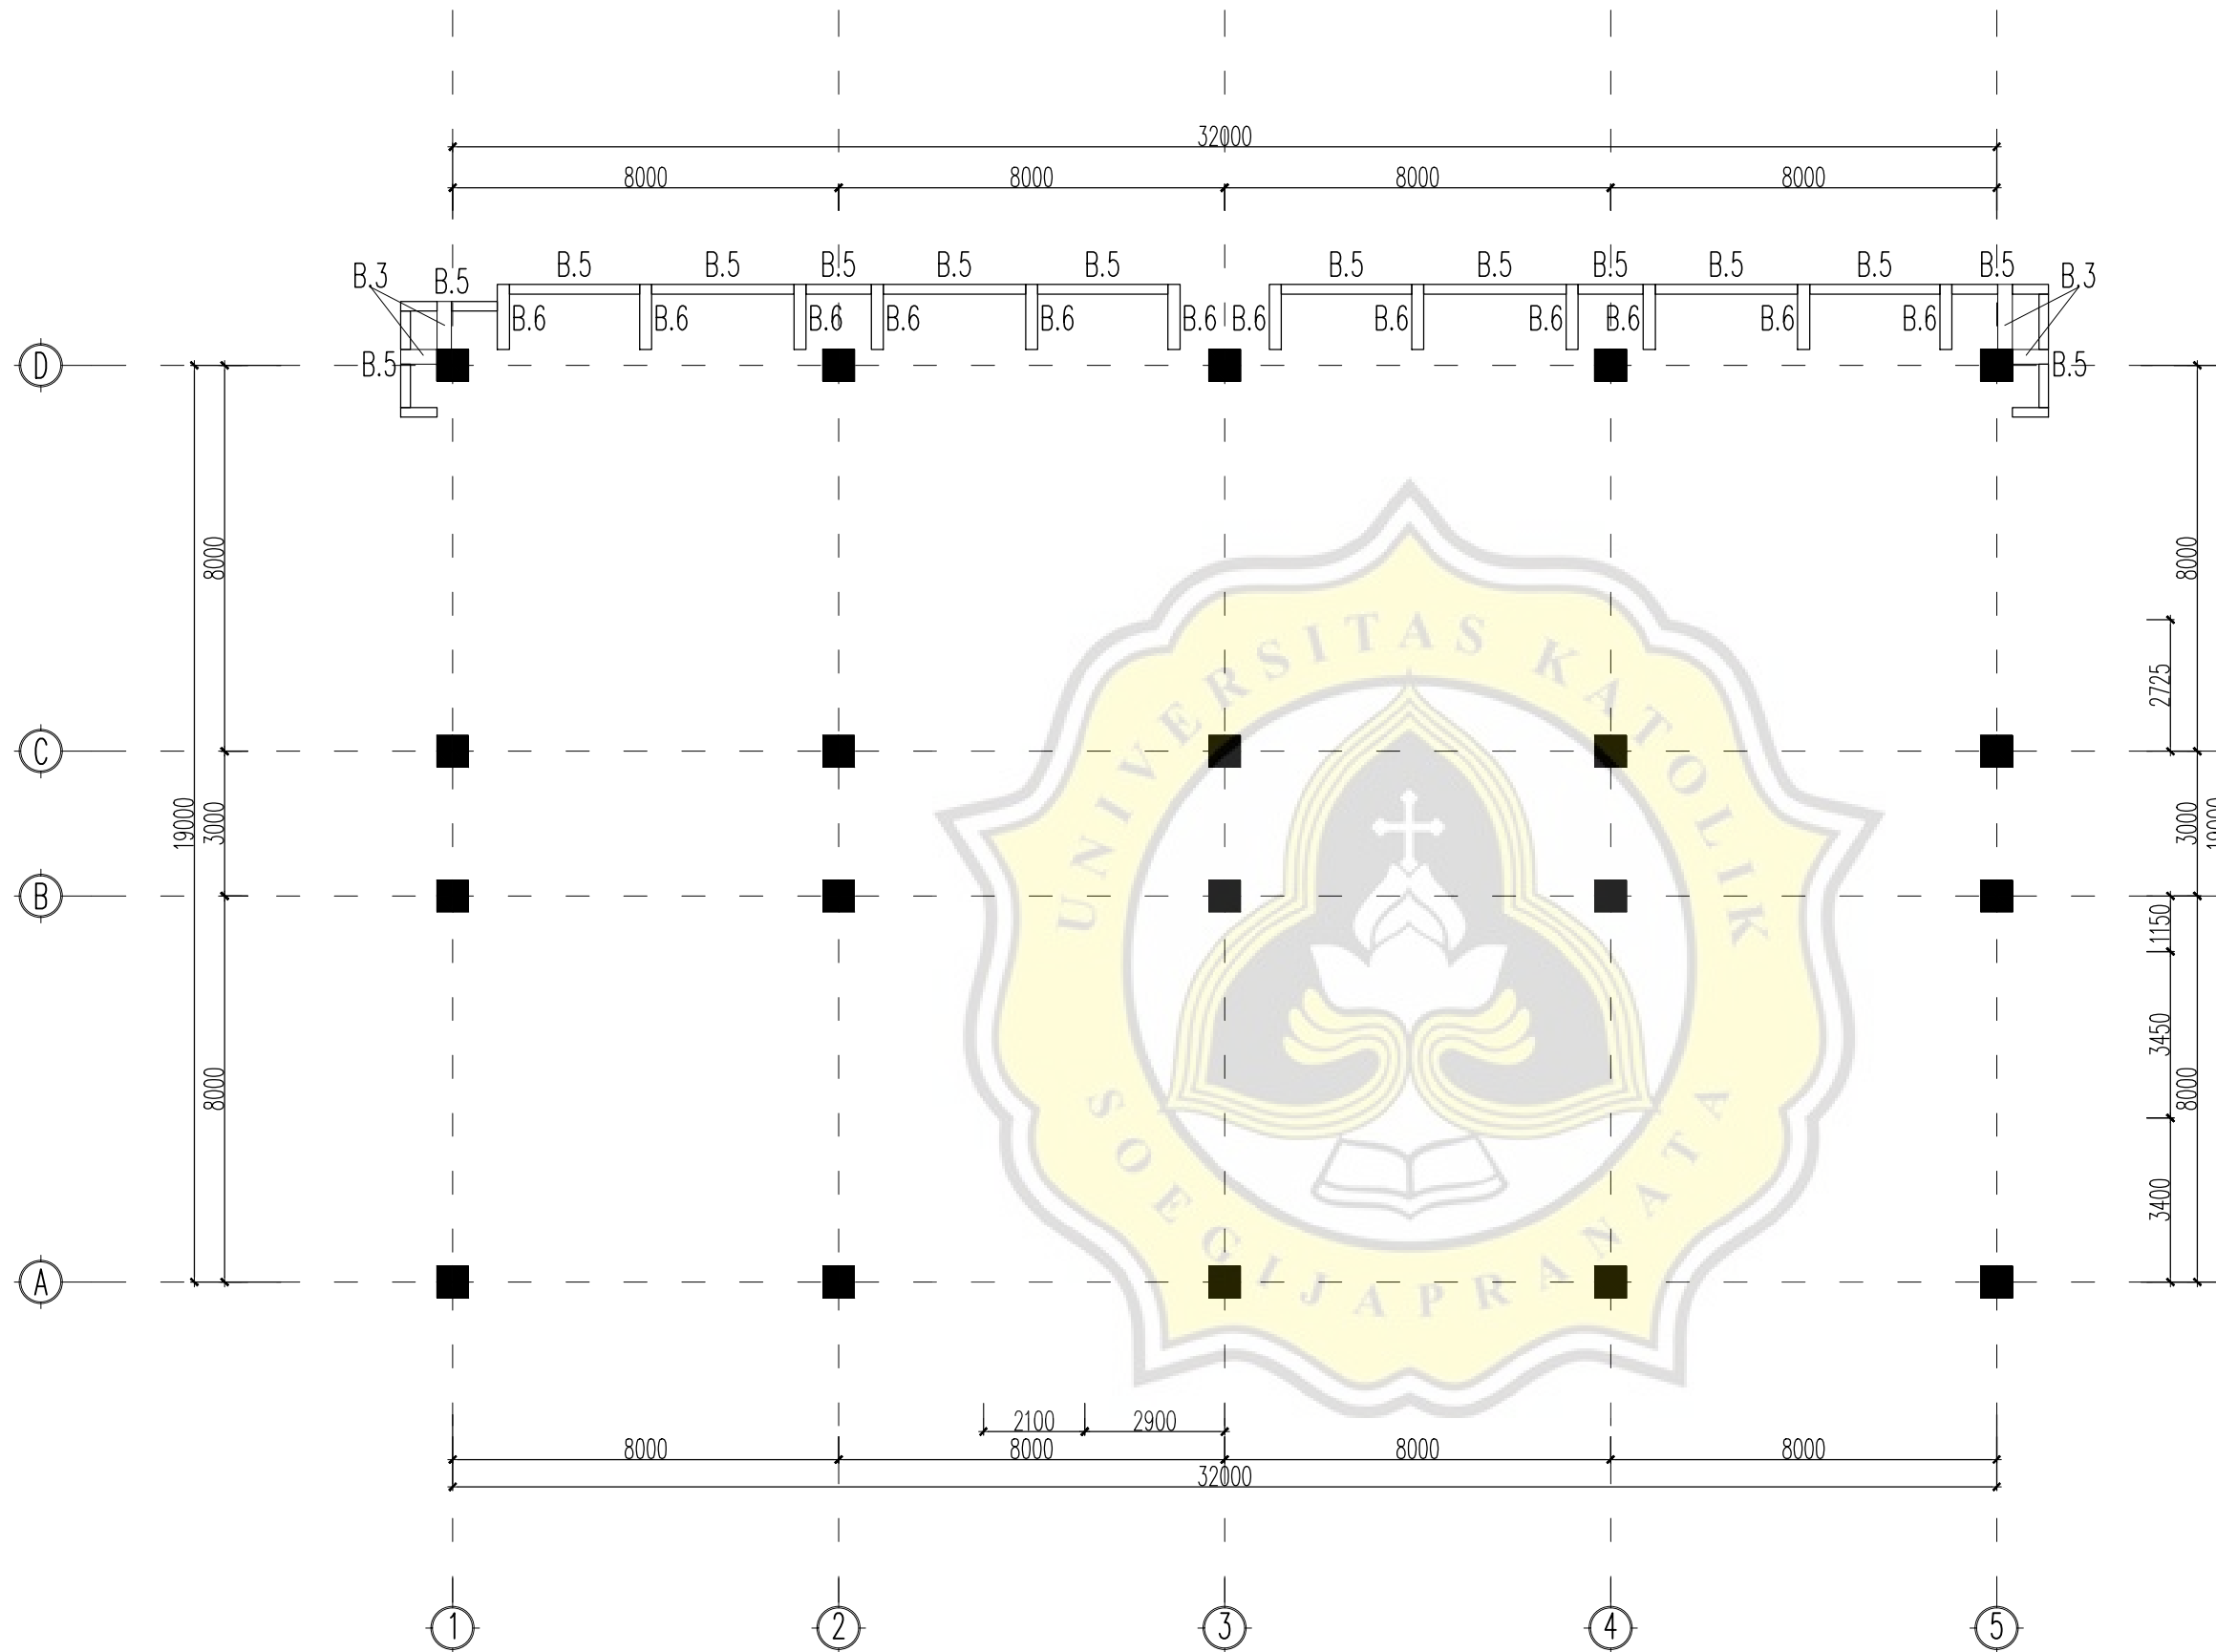 32000
8000 8000 8000 8000
B.3 B.5 B.5 B.5 B.5 B.5 B.5 B.5 B.5 B.5 B.5 B.5 B.5 B.3
B.6 B.6 B.6 B.6 B.6 B.6 B.6 B.6 B.6 B.6 B.6 B.6
D B.5 B.5
8000 8000
UNIVERSITAS KATOLIK
2725
C
19000 3000 3000 19000
B
1150
3450
8000 8000
3400
SOEGIJAPRANATA
A
2100 2900
8000 8000 8000 8000
32000
1 2 3 4 5